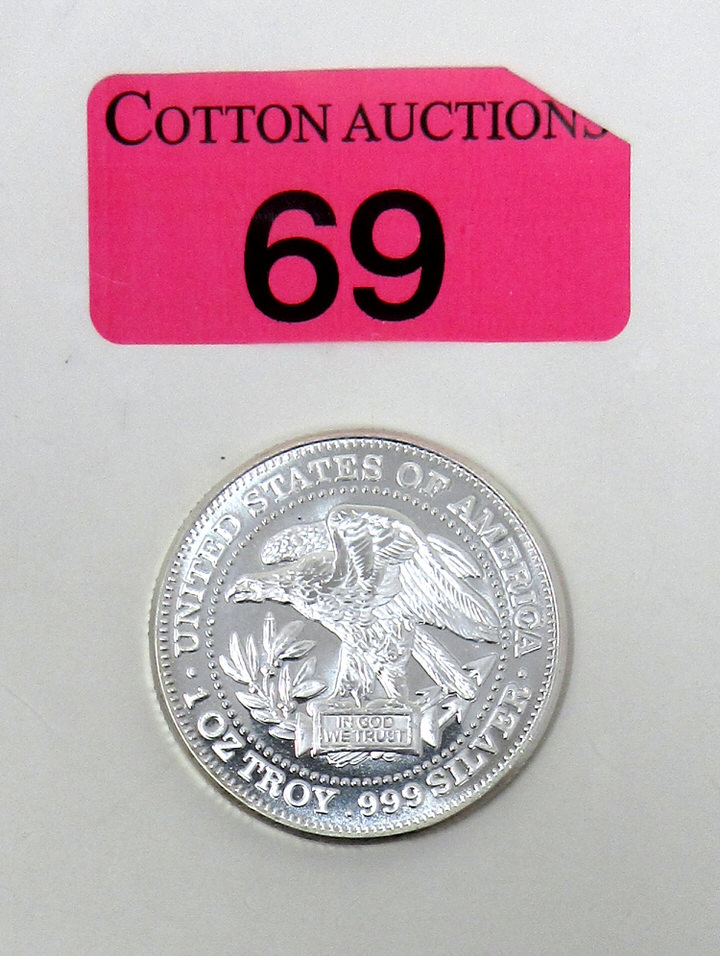 COTTON AUCTIONS
69
UNITED STATES OF AMERICA
IN GOD
WE TRUST
· 1 OZ TROY .999 SILVER ·